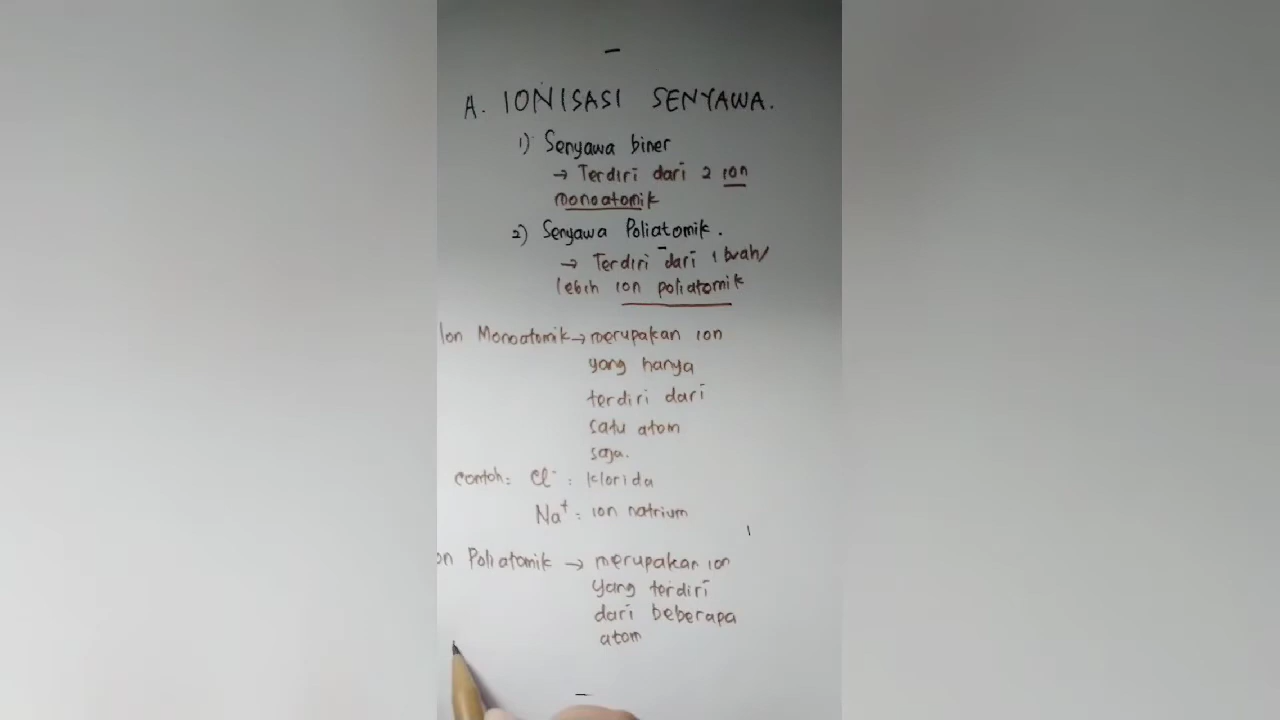 A. IONISASI SENYAWA.
1) Senyawa biner
→ Terdiri dari 2 ion
monoatomik
2) Senyawa Poliatomik.
→ Terdiri dari 1 buah/
lebih ion poliatomik
Ion Monoatomik → merupakan ion
yang hanya
terdiri dari
satu atom
saja.
Contoh: Cl⁻ : klorida
Na⁺ : ion natrium
on Poliatomik → merupakan ion
yang terdiri
dari beberapa
atom